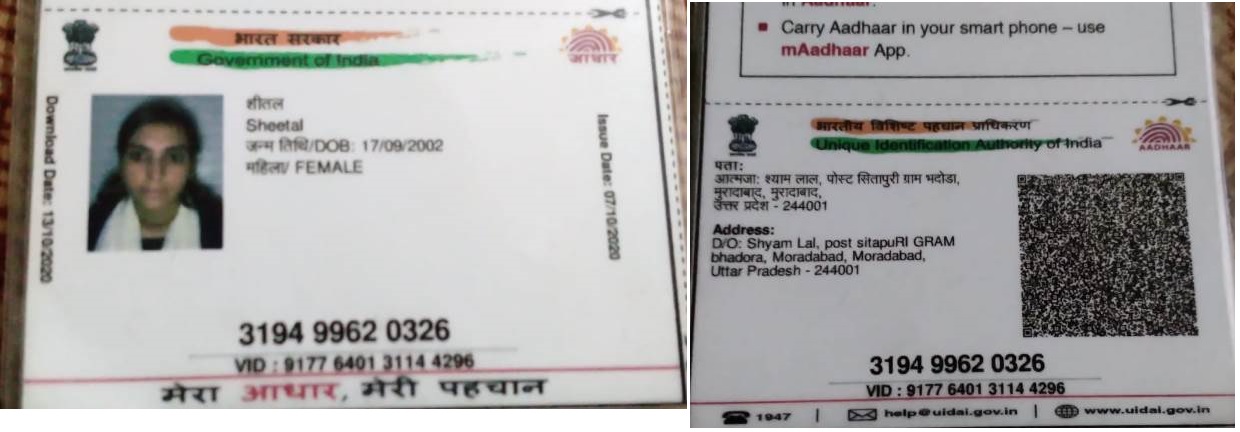 भारत सरकार
Government of India
आधार
Download Date: 13/10/2020
Issue Date: 07/10/2020
शीतल
Sheetal
जन्म तिथि/DOB: 17/09/2002
महिला/ FEMALE
3194 9962 0326
VID : 9177 6401 3114 4296
मेरा आधार, मेरी पहचान
in Aadhaar.
Carry Aadhaar in your smart phone – use
mAadhaar App.
भारतीय विशिष्ट पहचान प्राधिकरण
Unique Identification Authority of India
AADHAAR
पता:
आत्मजा: श्याम लाल, पोस्ट सितापुरी ग्राम भदोडा,
मुरादाबाद, मुरादाबाद,
उत्तर प्रदेश - 244001
Address:
D/O: Shyam Lal, post sitapuRI GRAM
bhadora, Moradabad, Moradabad,
Uttar Pradesh - 244001
3194 9962 0326
VID : 9177 6401 3114 4296
1947 | help@uidai.gov.in | www.uidai.gov.in